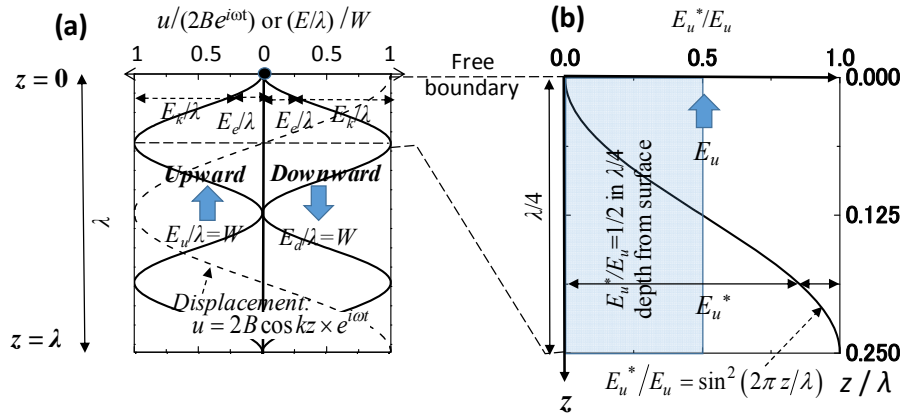 (a)
u/(2Be^{iωt}) or (E/λ)/W
1 0.5 0 0.5 1
z = 0
Free
boundary
E_k/λ E_e/λ E_e/λ E_k/λ
Upward Downward
λ
E_u/λ=W E_d/λ=W
Displacement:
u = 2B cos kz × e^{iωt}
z = λ
(b)
E_u^*/E_u
0.0 0.5 1.0
0.000
E_u
λ/4
0.125
E_u^*/E_u=1/2 in λ/4
depth from surface
E_u^*
0.250
E_u^*/E_u = sin^2(2πz/λ)
z / λ
z